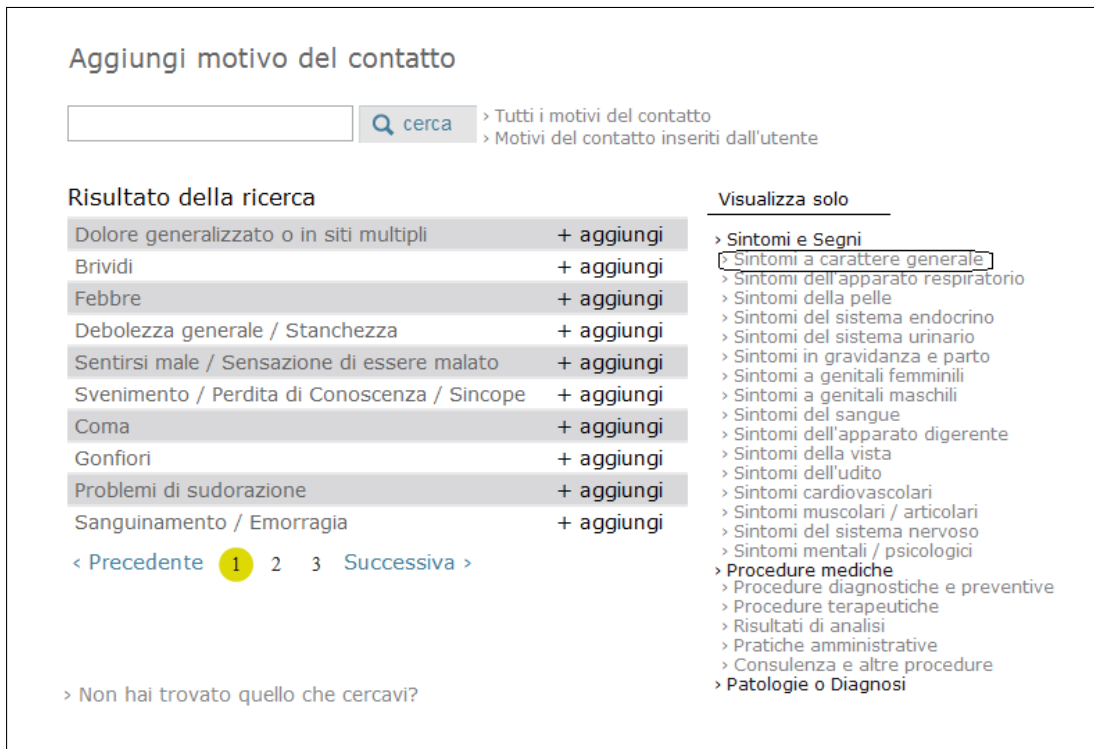 Aggiungi motivo del contatto
cerca
› Tutti i motivi del contatto
› Motivi del contatto inseriti dall'utente
Risultato della ricerca
Dolore generalizzato o in siti multipli + aggiungi
Brividi + aggiungi
Febbre + aggiungi
Debolezza generale / Stanchezza + aggiungi
Sentirsi male / Sensazione di essere malato + aggiungi
Svenimento / Perdita di Conoscenza / Sincope + aggiungi
Coma + aggiungi
Gonfiori + aggiungi
Problemi di sudorazione + aggiungi
Sanguinamento / Emorragia + aggiungi
‹ Precedente 1 2 3 Successiva ›
› Non hai trovato quello che cercavi?
Visualizza solo
› Sintomi e Segni
› Sintomi a carattere generale
› Sintomi dell'apparato respiratorio
› Sintomi della pelle
› Sintomi del sistema endocrino
› Sintomi del sistema urinario
› Sintomi in gravidanza e parto
› Sintomi a genitali femminili
› Sintomi a genitali maschili
› Sintomi del sangue
› Sintomi dell'apparato digerente
› Sintomi della vista
› Sintomi dell'udito
› Sintomi cardiovascolari
› Sintomi muscolari / articolari
› Sintomi del sistema nervoso
› Sintomi mentali / psicologici
› Procedure mediche
› Procedure diagnostiche e preventive
› Procedure terapeutiche
› Risultati di analisi
› Pratiche amministrative
› Consulenza e altre procedure
› Patologie o Diagnosi